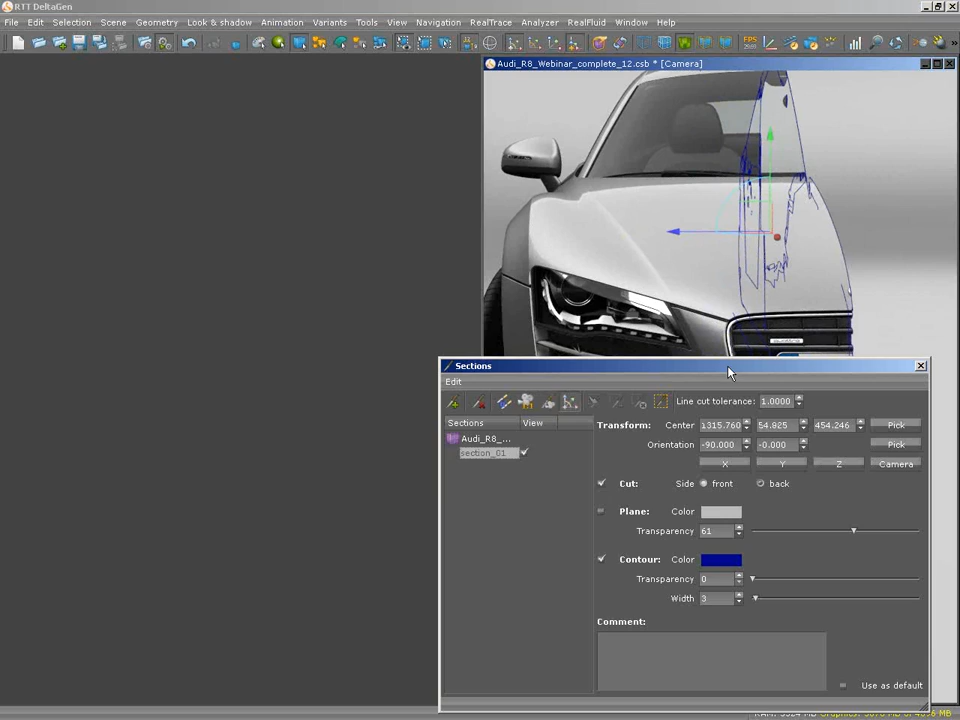 RTT DeltaGen
File Edit Selection Scene Geometry Look & shadow Animation Variants Tools View Navigation RealTrace Analyzer RealFluid Window Help
Audi_R8_Webinar_complete_12.csb * [Camera]
quattro
Sections
Edit
Line cut tolerance: 1.0000
Sections View
Transform: Center 1315.760 54.825 454.246 Pick
Audi_R8_...
Orientation -90.000 -0.000 Pick
section_01
X Y Z Camera
Cut: Side front back
Plane: Color
Transparency 61
Contour: Color
Transparency 0
Width 3
Comment:
Use as default